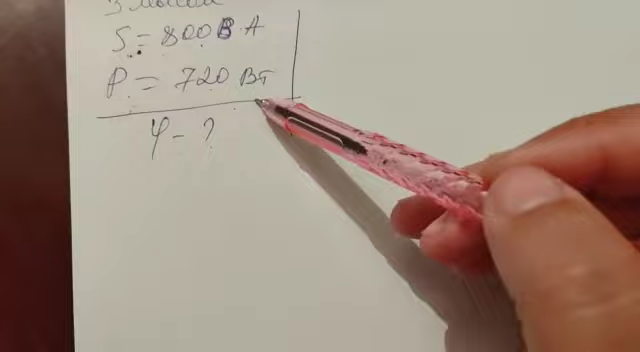 S = 800 В·А
P = 720 Вт
φ - ?